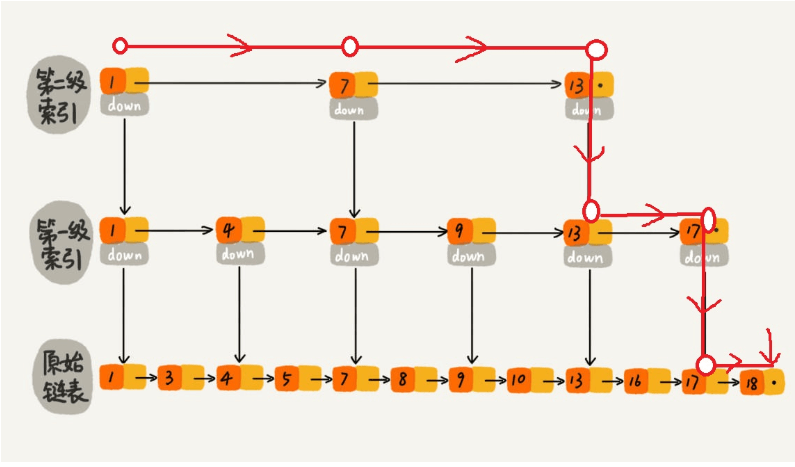 第二级
索引
1 7 13
down down down
第一级
索引
1 4 7 9 13 17
down down down down down down
原始
链表
1 3 4 5 7 8 9 10 13 16 17 18